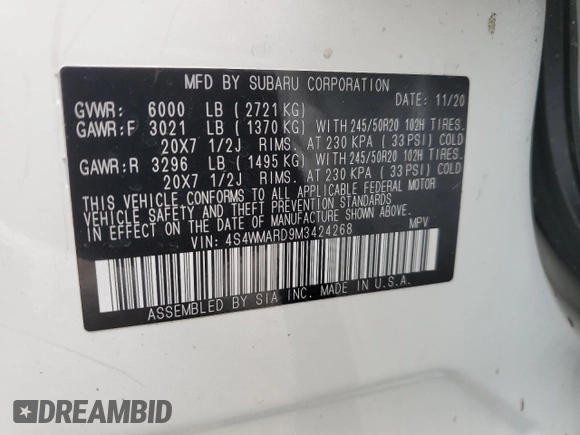 MFD BY SUBARU CORPORATION
GVWR: 6000 LB (2721 KG) DATE: 11/20
GAWR:F 3021 LB (1370 KG) WITH 245/50R20 102H TIRES.
20X7 1/2J RIMS. AT 230 KPA (33 PSI) COLD
GAWR:R 3296 LB (1495 KG) WITH 245/50R20 102H TIRES.
20X7 1/2J RIMS. AT 230 KPA (33 PSI) COLD
THIS VEHICLE CONFORMS TO ALL APPLICABLE FEDERAL MOTOR
VEHICLE SAFETY AND THEFT PREVENTION STANDARDS
IN EFFECT ON THE DATE OF MANUFACTURE SHOWN ABOVE.
VIN: 4S4WMARD9M3424268 MPV
ASSEMBLED BY SIA INC. MADE IN U.S.A.
DREAMBID